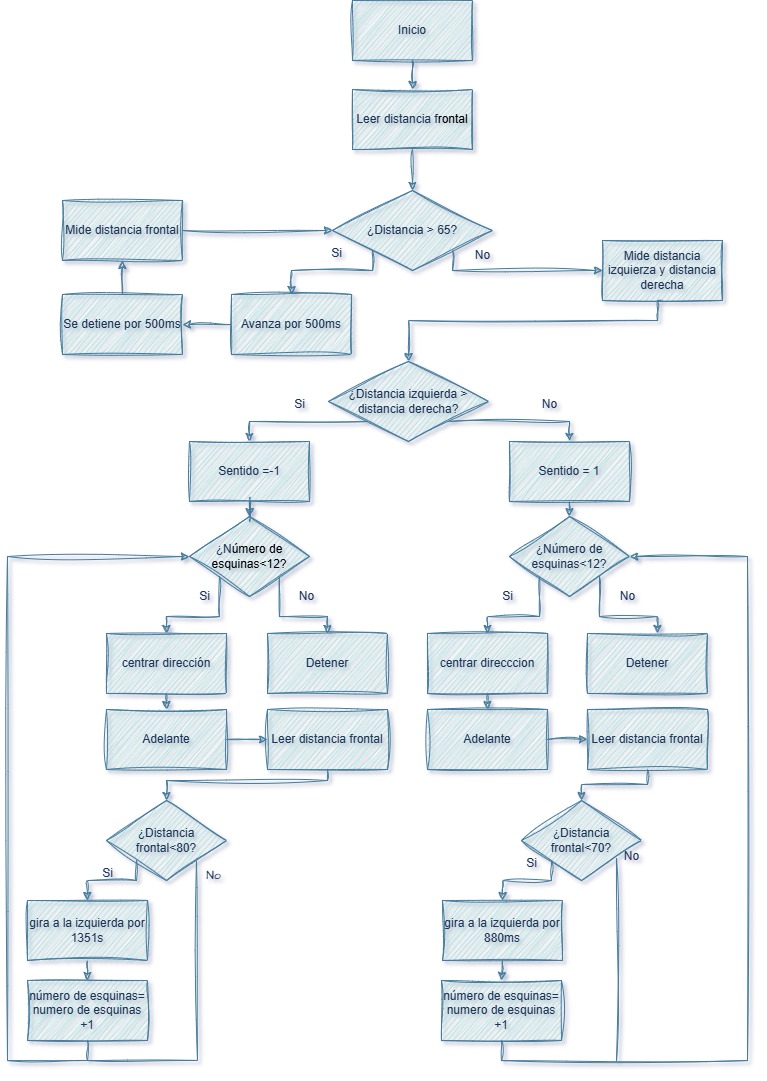 Inicio
Leer distancia frontal
¿Distancia > 65?
Mide distancia frontal
Si
No
Mide distancia
izquierza y distancia
derecha
Se detiene por 500ms
Avanza por 500ms
¿Distancia izquierda >
distancia derecha?
Si
No
Sentido =-1
Sentido = 1
¿Número de
esquinas<12?
¿Número de
esquinas<12?
Si
No
Si
No
centrar dirección
Detener
centrar direcccion
Detener
Adelante
Leer distancia frontal
Adelante
Leer distancia frontal
¿Distancia
frontal<80?
¿Distancia
frontal<70?
Si
No
Si
No
gira a la izquierda por
1351s
gira a la izquierda por
880ms
número de esquinas=
numero de esquinas
+1
número de esquinas=
numero de esquinas
+1